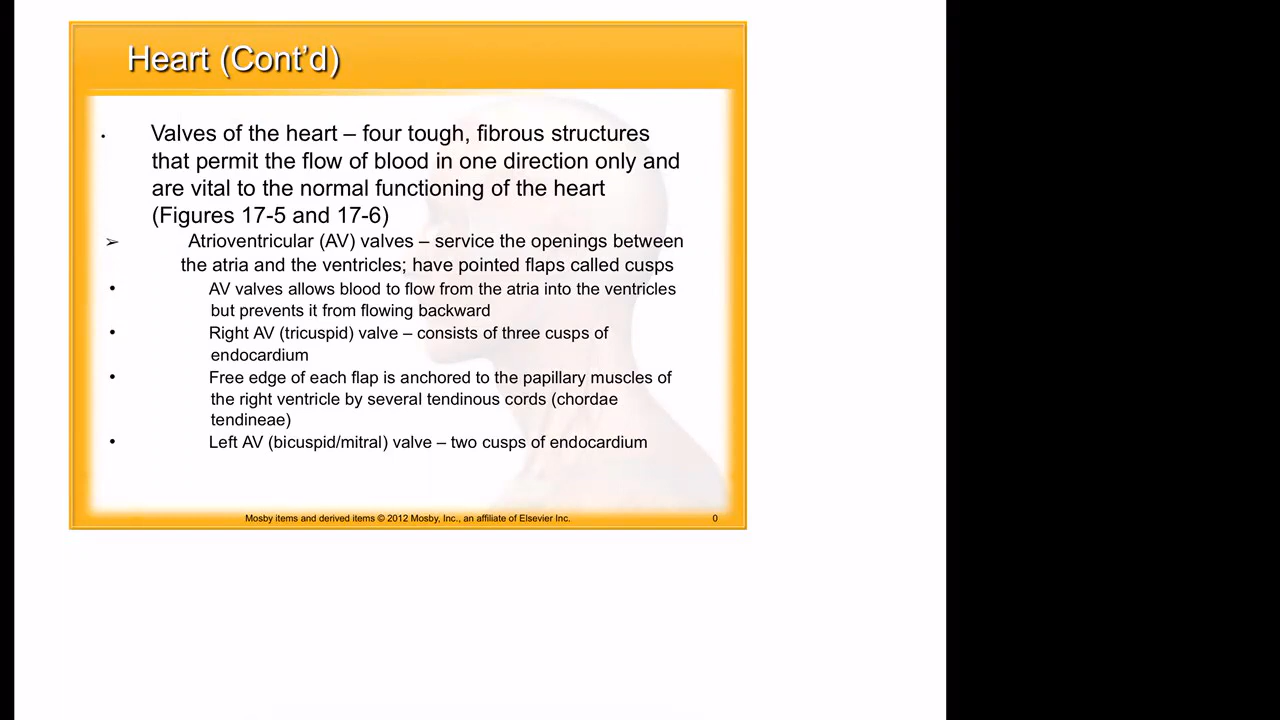 Heart (Cont’d)
• Valves of the heart – four tough, fibrous structures
that permit the flow of blood in one direction only and
are vital to the normal functioning of the heart
(Figures 17-5 and 17-6)
➢ Atrioventricular (AV) valves – service the openings between
the atria and the ventricles; have pointed flaps called cusps
• AV valves allows blood to flow from the atria into the ventricles
but prevents it from flowing backward
• Right AV (tricuspid) valve – consists of three cusps of
endocardium
• Free edge of each flap is anchored to the papillary muscles of
the right ventricle by several tendinous cords (chordae
tendineae)
• Left AV (bicuspid/mitral) valve – two cusps of endocardium
Mosby items and derived items © 2012 Mosby, Inc., an affiliate of Elsevier Inc. 0